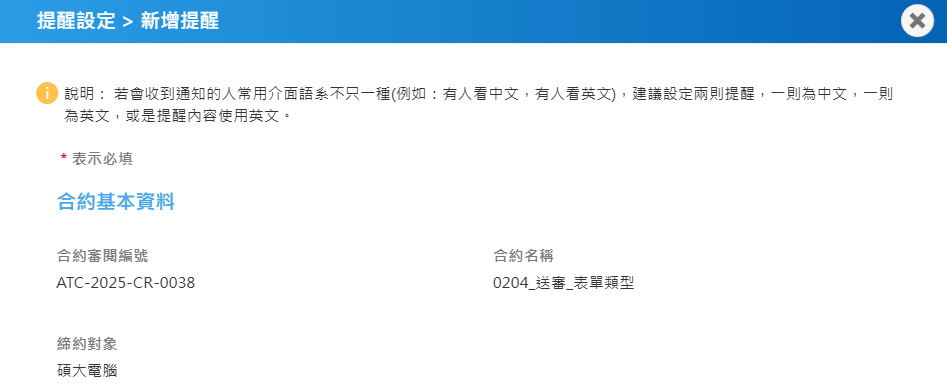 提醒設定 > 新增提醒
說明： 若會收到通知的人常用介面語系不只一種(例如：有人看中文，有人看英文)，建議設定兩則提醒，一則為中文，一則
為英文，或是提醒內容使用英文。
* 表示必填
合約基本資料
合約審閱編號
合約名稱
ATC-2025-CR-0038
0204_送審_表單類型
締約對象
碩大電腦